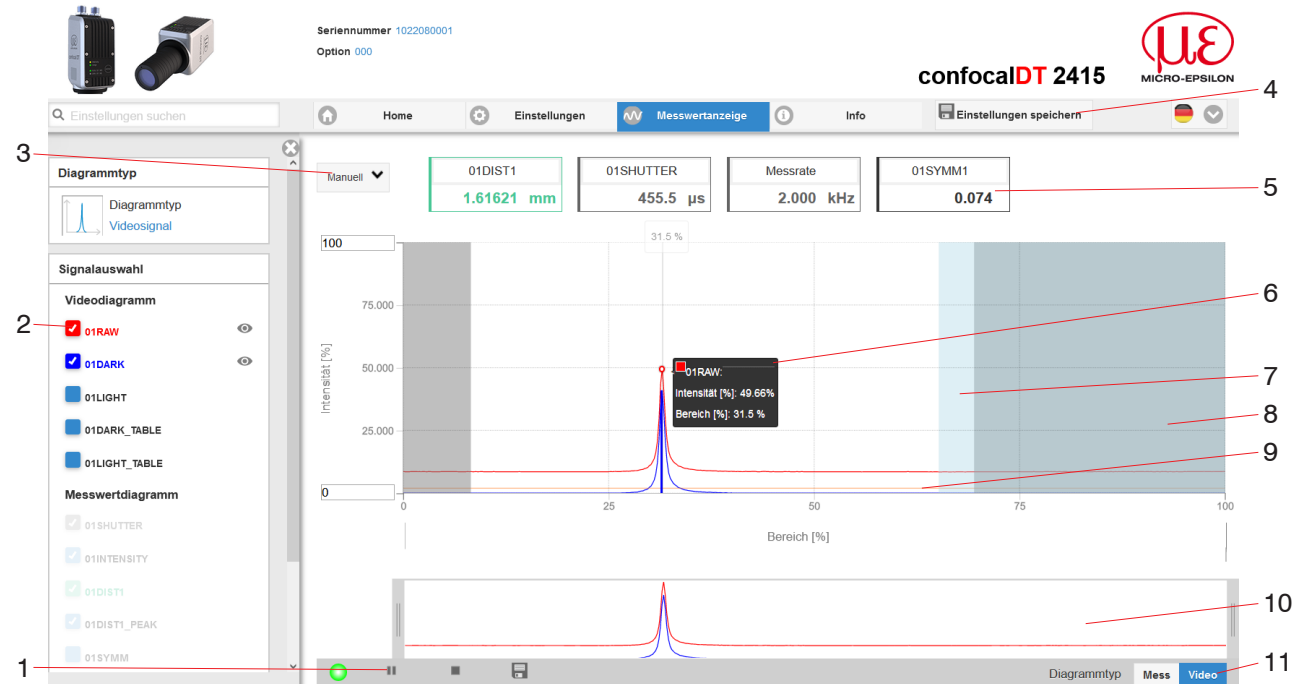 Seriennummer 1022080001
Option 000
confocalDT 2415
MICRO-EPSILON
Einstellungen suchen
Home
Einstellungen
Messwertanzeige
Info
Einstellungen speichern
4
3
Diagrammtyp
Diagrammtyp
Videosignal
Manuell
01DIST1
1.61621 mm
01SHUTTER
455.5 µs
Messrate
2.000 kHz
01SYMM1
0.074
5
Signalauswahl
Videodiagramm
2
01RAW
01DARK
01LIGHT
01DARK_TABLE
01LIGHT_TABLE
Messwertdiagramm
01SHUTTER
01INTENSITY
01DIST1
01DIST1_PEAK
01SYMM
31.5 %
100
75.000
50.000
25.000
0
Intensität [%]
01RAW:
Intensität [%]: 49.66%
Bereich [%]: 31.5 %
6
7
8
9
0
25
50
75
100
Bereich [%]
10
1
Diagrammtyp
Mess
Video
11